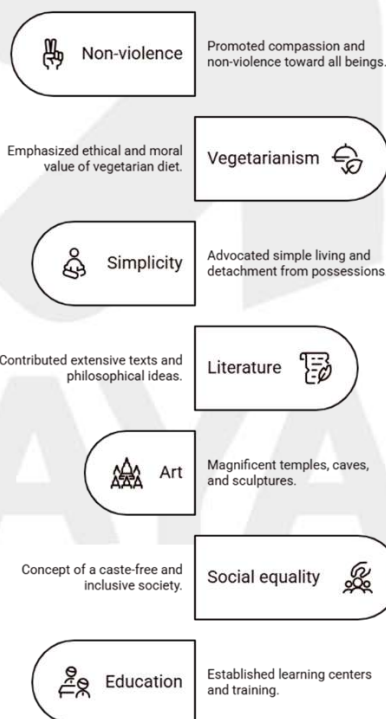 Non-violence
Promoted compassion and
non-violence toward all beings.
Emphasized ethical and moral
value of vegetarian diet.
Vegetarianism
Simplicity
Advocated simple living and
detachment from possessions
Contributed extensive texts and
philosophical ideas.
Literature
Art
Magnificent temples, caves,
and sculptures.
Concept of a caste-free and
inclusive society.
Social equality
Education
Established learning centers
and training.